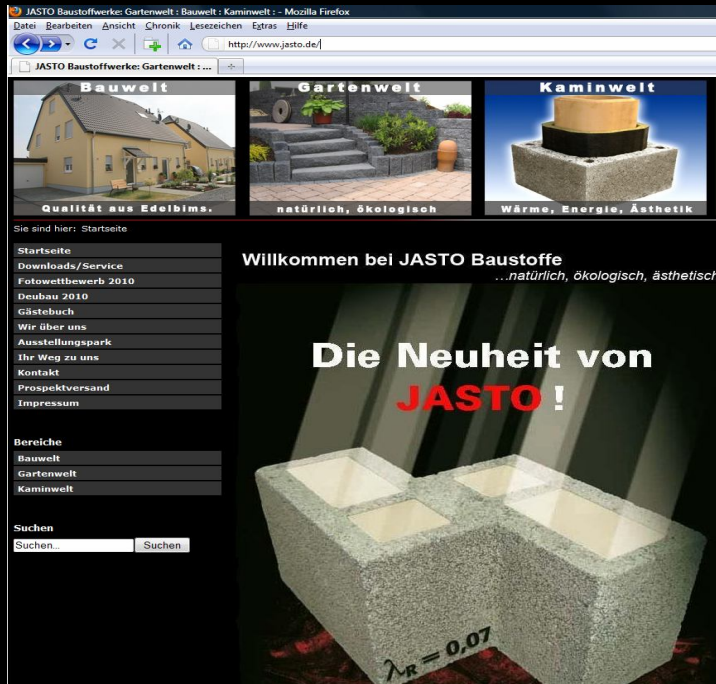 JASTO Baustoffwerke: Gartenwelt : Bauwelt : Kaminwelt : - Mozilla Firefox
Datei Bearbeiten Ansicht Chronik Lesezeichen Extras Hilfe
http://www.jasto.de/
JASTO Baustoffwerke: Gartenwelt : ...
Bauwelt
Gartenwelt
Kaminwelt
Qualität aus Edelbims.
natürlich, ökologisch
Wärme, Energie, Ästhetik
Sie sind hier: Startseite
Startseite
Downloads/Service
Fotowettbewerb 2010
Deubau 2010
Gästebuch
Wir über uns
Ausstellungspark
Ihr Weg zu uns
Kontakt
Prospektversand
Impressum
Bereiche
Bauwelt
Gartenwelt
Kaminwelt
Suchen
Suchen... Suchen
Willkommen bei JASTO Baustoffe
...natürlich, ökologisch, ästhetisch
Die Neuheit von
JASTO !
λR = 0,07